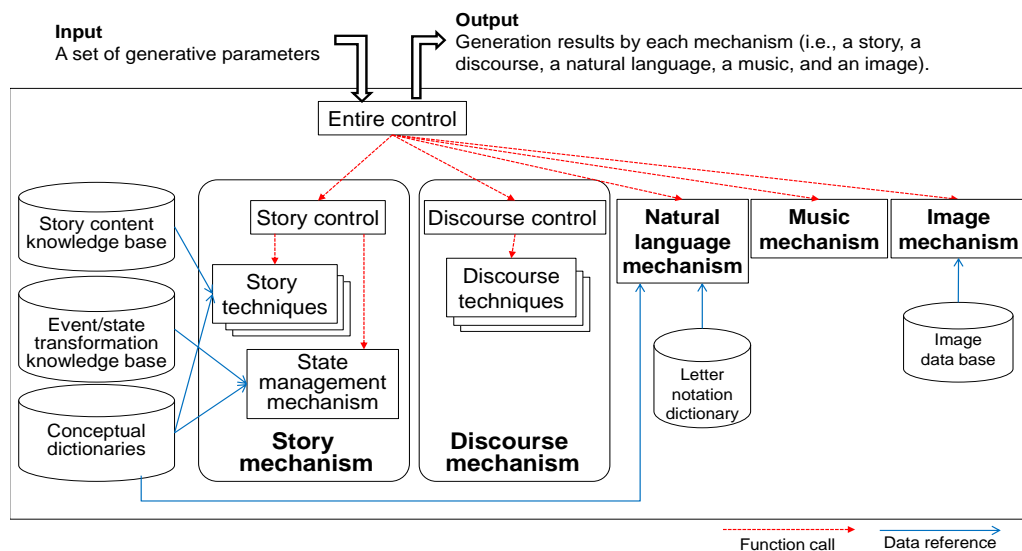 Input
A set of generative parameters
Output
Generation results by each mechanism (i.e., a story, a
discourse, a natural language, a music, and an image).
Entire control
Story content
knowledge base
Event/state
transformation
knowledge base
Conceptual
dictionaries
Story control
Story
techniques
State
management
mechanism
Story
mechanism
Discourse control
Discourse
techniques
Discourse
mechanism
Natural
language
mechanism
Music
mechanism
Image
mechanism
Letter
notation
dictionary
Image
data base
Function call
Data reference